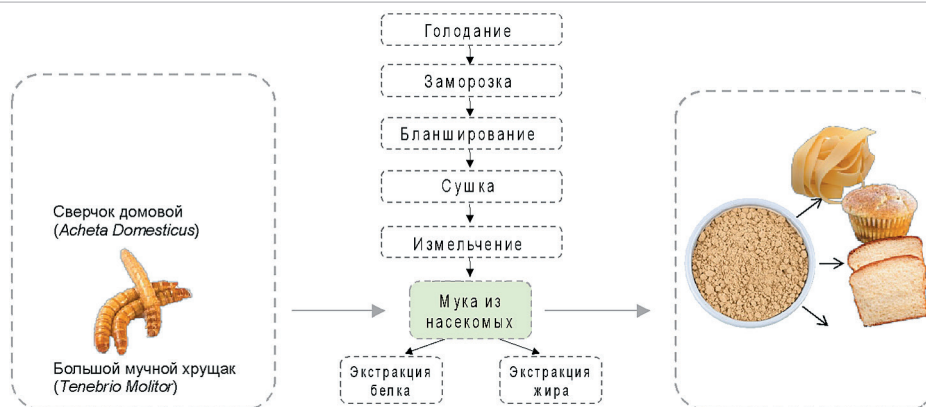 Голодание
Заморозка
Бланширование
Сушка
Сверчок домовой
(Acheta Domesticus)
Измельчение
Мука из
насекомых
Большой мучной хрущак
(Tenebrio Molitor)
Экстракция
белка
Экстракция
жира